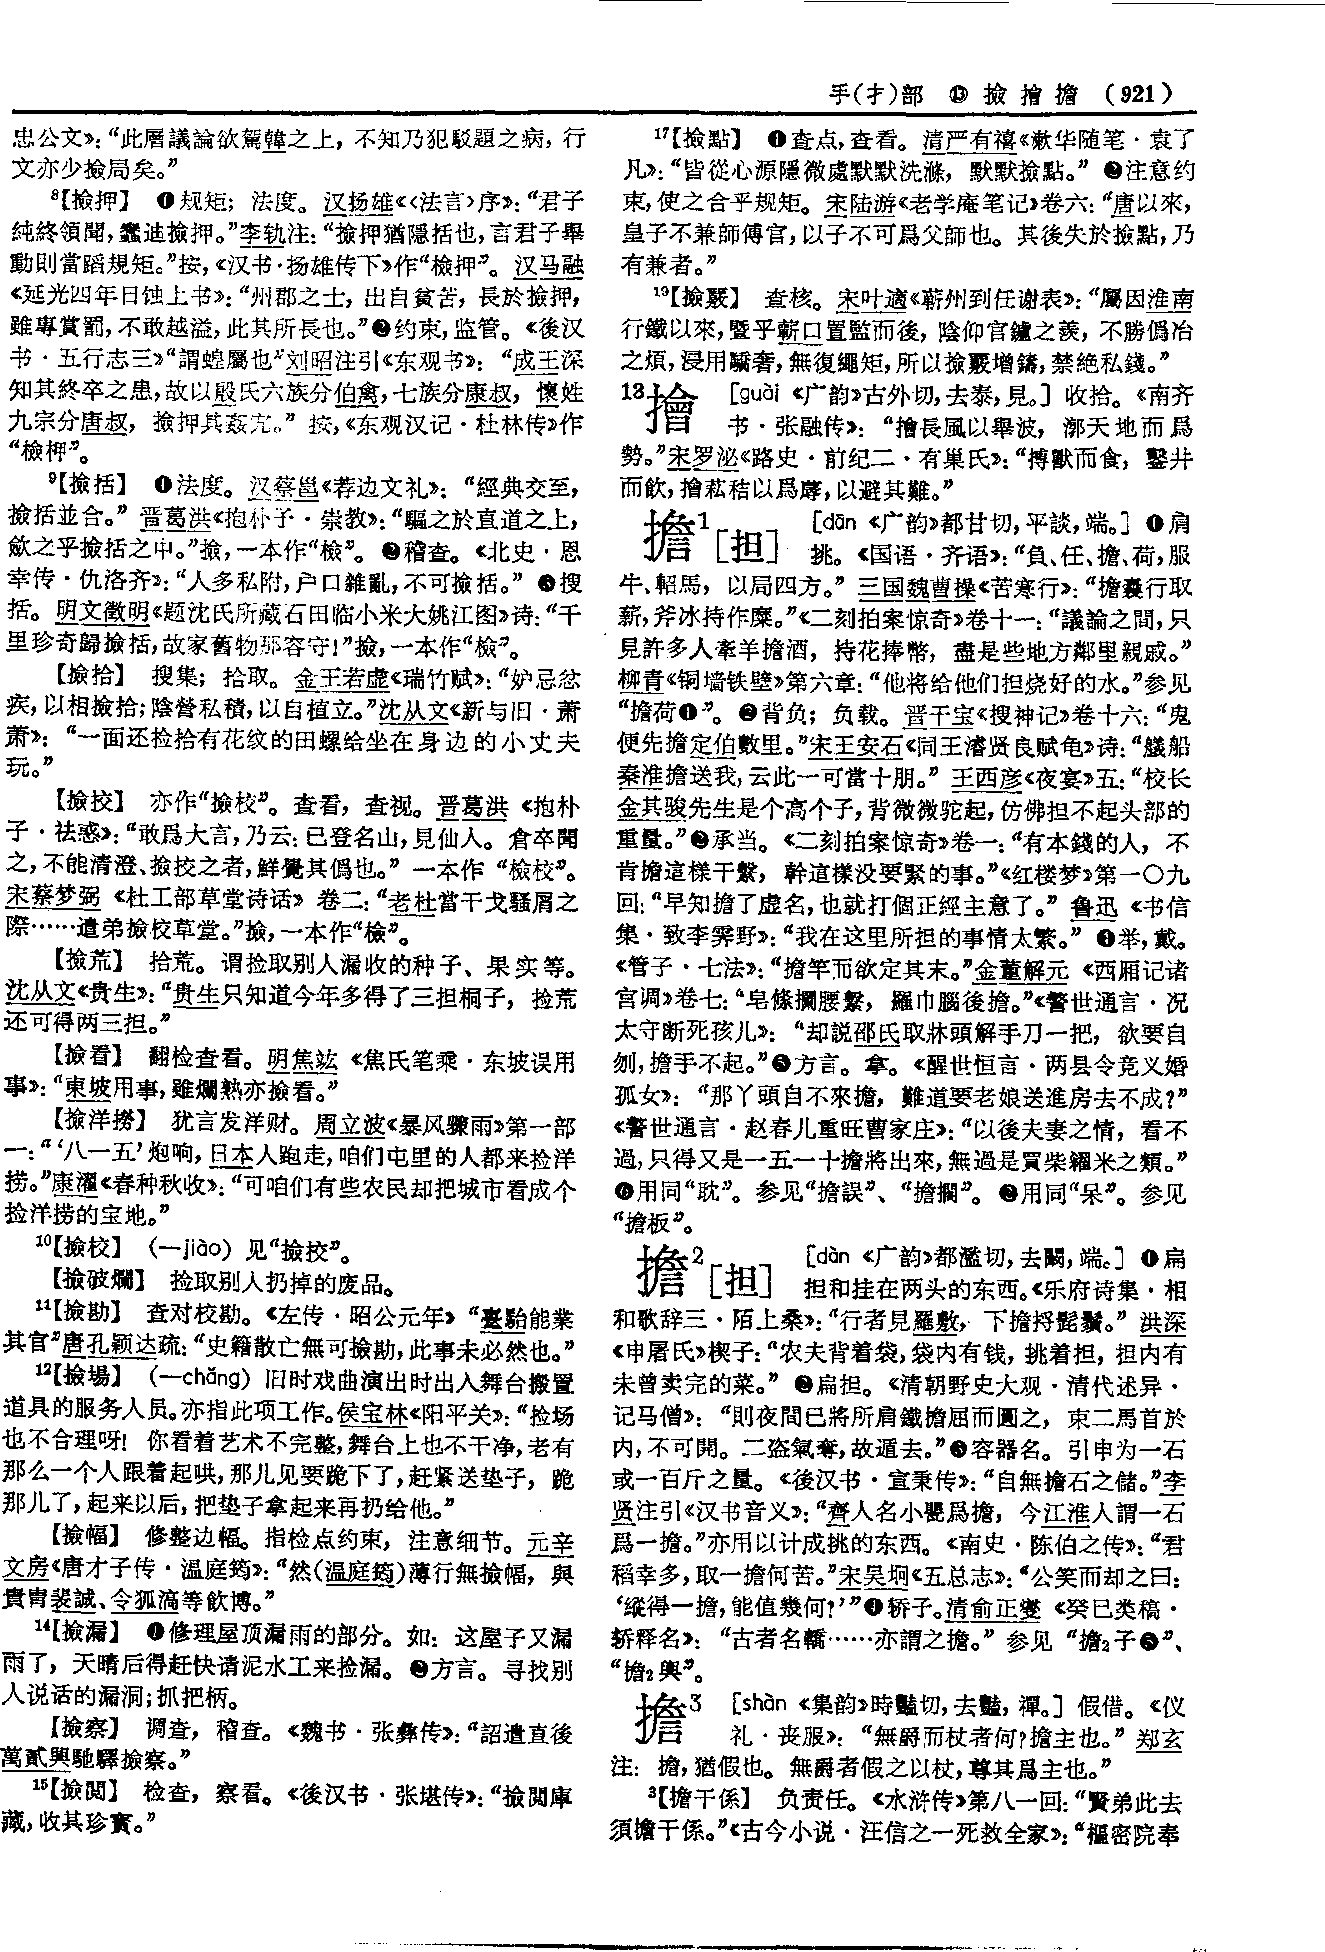 手(扌)部 ⑬ 撿 擔 擔 (921)
忠公文》：“此層議論欲駕韓之上，不知乃犯駁題之病，行
文亦少撿局矣。”
⁸【撿押】 ❶规矩；法度。汉扬雄《〈法言〉序》：“君子
純終領聞，蠢迪撿押。”李轨注：“撿押猶隱括也，言君子舉
動則當蹈規矩。”按，《汉书·扬雄传下》作“檢押”。汉马融
《延光四年日蚀上书》：“州郡之士，出自貧苦，長於撿押，
雖專賞罰，不敢越溢，此其所長也。”❷约束，监管。《後汉
书·五行志三》“謂蝗屬也”刘昭注引《东观书》：“成王深
知其終卒之患，故以殷氏六族分伯禽，七族分康叔，懷姓
九宗分唐叔，撿押其姦宄。”按，《东观汉记·杜林传》作
“檢柙”。
⁹【撿括】 ❶法度。汉蔡邕《荐边文礼》：“經典交至，
撿括並合。”晋葛洪《抱朴子·崇教》：“驅之於直道之上，
斂之乎撿括之中。”撿，一本作“檢”。❷稽查。《北史·恩
幸传·仇洛齐》：“人多私附，户口雜亂，不可撿括。”❸搜
括。明文徵明《题沈氏所藏石田临小米大姚江图》诗：“千
里珍奇歸撿括，故家舊物那容守！”撿，一本作“檢”。
【撿拾】 搜集；拾取。金王若虚《瑞竹赋》：“妒忌忿
疾，以相撿拾；陰營私積，以自植立。”沈从文《新与旧·萧
萧》：“一面还捡拾有花纹的田螺给坐在身边的小丈夫
玩。”
【撿挍】 亦作“撿校”。查看，查视。晋葛洪《抱朴
子·祛惑》：“敢爲大言，乃云：已登名山，見仙人。倉卒聞
之，不能清澄、撿挍之者，鮮覺其僞也。”一本作“檢校”。
宋蔡梦弼《杜工部草堂诗话》卷二：“老杜當干戈騷屑之
際……遣弟撿校草堂。”撿，一本作“檢”。
【撿荒】 拾荒。谓捡取别人漏收的种子、果实等。
沈从文《贵生》：“贵生只知道今年多得了三担桐子，捡荒
还可得两三担。”
【撿看】 翻检查看。明焦竑《焦氏笔乘·东坡误用
事》：“東坡用事，雖爛熟亦撿看。”
【撿洋撈】 犹言发洋财。周立波《暴风骤雨》第一部
一：“‘八一五’炮响，日本人跑走，咱们屯里的人都来捡洋
捞。”康濯《春种秋收》：“可咱们有些农民却把城市看成个
捡洋捞的宝地。”
¹⁰【撿校】 （—jiào）见“撿挍”。
【撿破爛】 捡取别人扔掉的废品。
¹¹【撿勘】 查对校勘。《左传·昭公元年》“臺駘能業
其官”唐孔颖达疏：“史籍散亡無可撿勘，此事未必然也。”
¹²【撿場】 （—chǎng）旧时戏曲演出时出入舞台搬置
道具的服务人员。亦指此项工作。侯宝林《阳平关》：“捡场
也不合理呀！你看着艺术不完整，舞台上也不干净，老有
那么一个人跟着起哄，那儿见要跪下了，赶紧送垫子，跪
那儿了，起来以后，把垫子拿起来再扔给他。”
【撿幅】 修整边幅。指检点约束，注意细节。元辛
文房《唐才子传·温庭筠》：“然（温庭筠）薄行無撿幅，與
貴胄裴誠、令狐滈等飲博。”
¹⁴【撿漏】 ❶修理屋顶漏雨的部分。如：这屋子又漏
雨了，天晴后得赶快请泥水工来捡漏。❷方言。寻找别
人说话的漏洞；抓把柄。
【撿察】 调查，稽查。《魏书·张彝传》：“詔遣直後
萬貳興馳驛撿察。”
¹⁵【撿閲】 检查，察看。《後汉书·张堪传》：“撿閲庫
藏，收其珍寶。”
¹⁷【撿點】 ❶查点，查看。清严有禧《漱华随笔·袁了
凡》：“皆從心源隱微處默默洗滌，默默撿點。”❷注意约
束，使之合乎规矩。宋陆游《老学庵笔记》卷六：“唐以來，
皇子不兼師傅官，以子不可爲父師也。其後失於撿點，乃
有兼者。”
¹⁹【撿覈】 查核。宋叶適《蕲州到任谢表》：“屬因淮南
行鐵以來，暨乎蘄口置監而後，陰仰官鑪之羨，不勝僞冶
之煩，浸用驕奢，無復繩矩，所以撿覈增鑄，禁絶私錢。”
¹³擓 [guài《广韵》古外切，去泰，見。] 收拾。《南齐
书·张融传》：“擓長風以舉波，漷天地而爲
勢。”宋罗泌《路史·前纪二·有巢氏》：“搏獸而食，鑿井
而飲，擓菘秸以爲蓐，以避其難。”
擔¹[担] [dān《广韵》都甘切，平談，端。] ❶肩
挑。《国语·齐语》：“負、任、擔、荷，服
牛、軺馬，以局四方。”三国魏曹操《苦寒行》：“擔囊行取
薪，斧冰持作糜。”《二刻拍案惊奇》卷十一：“議論之間，只
見許多人牽羊擔酒，持花捧幣，盡是些地方鄰里親戚。”
柳青《铜墙铁壁》第六章：“他将给他们担烧好的水。”参见
“擔荷❶”。❷背负；负载。晋干宝《搜神记》卷十六：“鬼
便先擔定伯數里。”宋王安石《同王濬贤良赋龟》诗：“艤船
秦淮擔送我，云此一可當十朋。”王西彦《夜宴》五：“校长
金其骏先生是个高个子，背微微驼起，仿佛担不起头部的
重量。”❸承当。《二刻拍案惊奇》卷一：“有本錢的人，不
肯擔這樣干繫，幹這樣没要緊的事。”《红楼梦》第一〇九
回：“早知擔了虛名，也就打個正經主意了。”鲁迅《书信
集·致李霁野》：“我在这里所担的事情太繁。”❹举，戴。
《管子·七法》：“擔竿而欲定其末。”金董解元《西厢记诸
宫调》卷七：“皂絛攔腰繫，羅巾腦後擔。”《警世通言·况
太守断死孩儿》：“却説邵氏取牀頭解手刀一把，欲要自
刎，擔手不起。”❺方言。拿。《醒世恒言·两县令竞义婚
孤女》：“那丫頭自不來擔，難道要老娘送進房去不成？”
《警世通言·赵春儿重旺曹家庄》：“以後夫妻之情，看不
過，只得又是一五一十擔將出來，無過是買柴糴米之類。”
❻用同“耽”。参见“擔誤”、“擔擱”。❼用同“呆”。参见
“擔板”。
擔²[担] [dàn《广韵》都濫切，去闞，端。] ❶扁
担和挂在两头的东西。《乐府诗集·相
和歌辞三·陌上桑》：“行者見羅敷，下擔捋髭鬚。”洪深
《申屠氏》楔子：“农夫背着袋，袋内有钱，挑着担，担内有
未曾卖完的菜。”❷扁担。《清朝野史大观·清代述异·
记马僧》：“則夜間已將所肩鐵擔屈而圜之，束二馬首於
内，不可開。二盗氣奪，故遁去。”❸容器名。引申为一石
或一百斤之量。《後汉书·宣秉传》：“自無擔石之儲。”李
贤注引《汉书音义》：“齊人名小甖爲擔，今江淮人謂一石
爲一擔。”亦用以计成挑的东西。《南史·陈伯之传》：“君
稻幸多，取一擔何苦。”宋吴坰《五总志》：“公笑而却之曰：
‘縱得一擔，能值幾何？’”❹轿子。清俞正燮《癸巳类稿·
轿释名》：“古者名轎……亦謂之擔。”参见“擔₂子❸”、
“擔₂輿”。
擔³ [shàn《集韵》時豔切，去豔，禪。] 假借。《仪
礼·丧服》：“無爵而杖者何？擔主也。”郑玄
注：擔，猶假也。無爵者假之以杖，尊其爲主也。”
³【擔干係】 负责任。《水浒传》第八一回：“賢弟此去
須擔干係。”《古今小说·汪信之一死救全家》：“樞密院奉